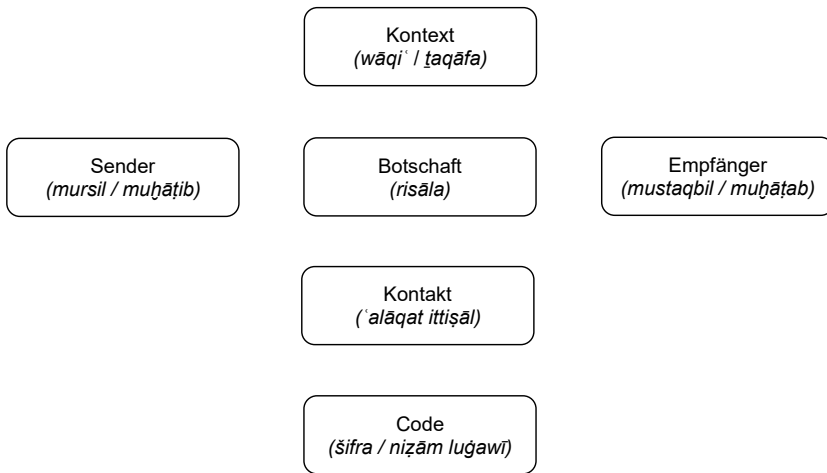 Kontext
(wāqiʿ / ṯaqāfa)
Sender
(mursil / muḫāṭib)
Botschaft
(risāla)
Empfänger
(mustaqbil / muḫāṭab)
Kontakt
(ʿalāqat ittiṣāl)
Code
(šifra / niẓām luġawī)